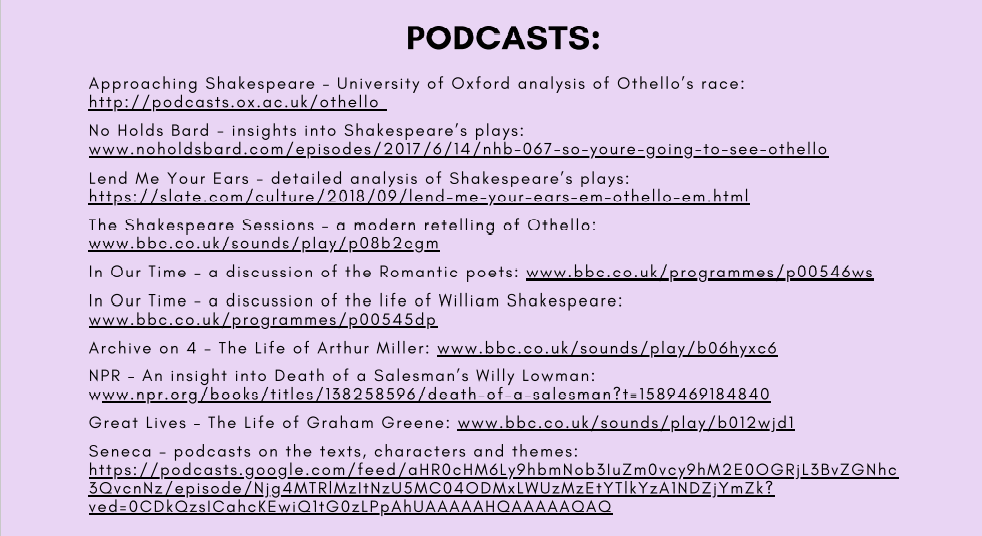 PODCASTS:
Approaching Shakespeare - University of Oxford analysis of Othello's race:
http://podcasts.ox.ac.uk/othello
No Holds Bard - insights into Shakespeare's plays:
www.noholdsbard.com/episodes/2017/6/14/nhb-067-so-youre-going-to-see-othello
Lend Me Your Ears - detailed analysis of Shakespeare's plays:
https://slate.com/culture/2018/09/lend-me-your-ears-em-othello-em.html
The Shakespeare Sessions - a modern retelling of Othello:
www.bbc.co.uk/sounds/play/p08b2cgm
In Our Time - a discussion of the Romantic poets: www.bbc.co.uk/programmes/p00546ws
In Our Time - a discussion of the life of William Shakespeare:
www.bbc.co.uk/programmes/p00545dp
Archive on 4 - The Life of Arthur Miller: www.bbc.co.uk/sounds/play/b06hyxc6
NPR - An insight into Death of a Salesman's Willy Lowman:
www.npr.org/books/titles/138258596/death-of-a-salesman?t=1589469184840
Great Lives - The Life of Graham Greene: www.bbc.co.uk/sounds/play/b012wjd1
Seneca - podcasts on the texts, characters and themes:
https://podcasts.google.com/feed/aHR0cHM6Ly9hbmNob3IuZm0vcy9hM2E0OGRjL3BvZGNhc
3QvcnNz/episode/Njg4MTRlMzItNzU5MC04ODMxLWUzMzEtYTlkYzA1NDZjYmZk?
ved=0CDkQzsICahcKEwiQ1tG0zLPpAhUAAAAAHQAAAAAQAQ